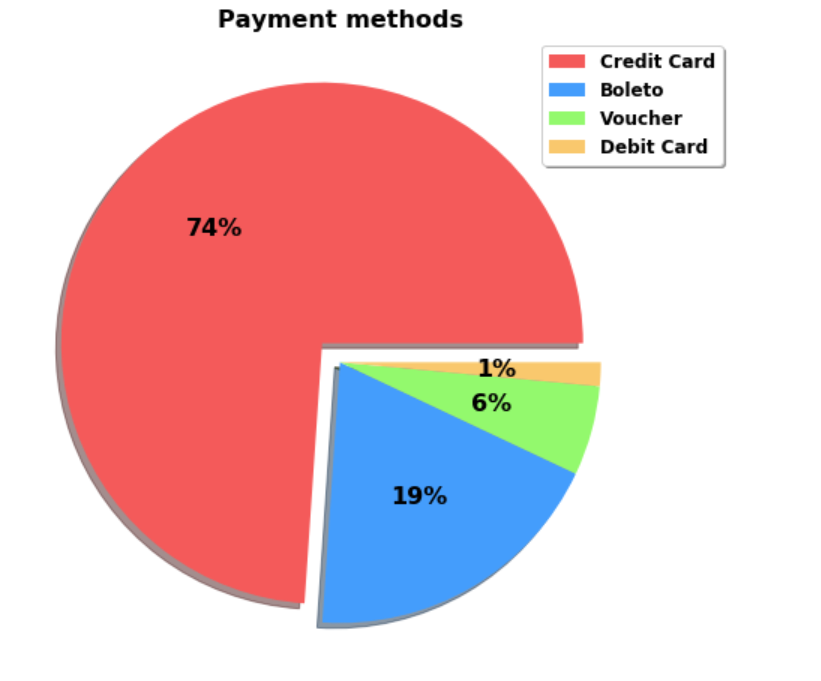 Payment methods
Credit Card
Boleto
Voucher
Debit Card
74%
1%
6%
19%